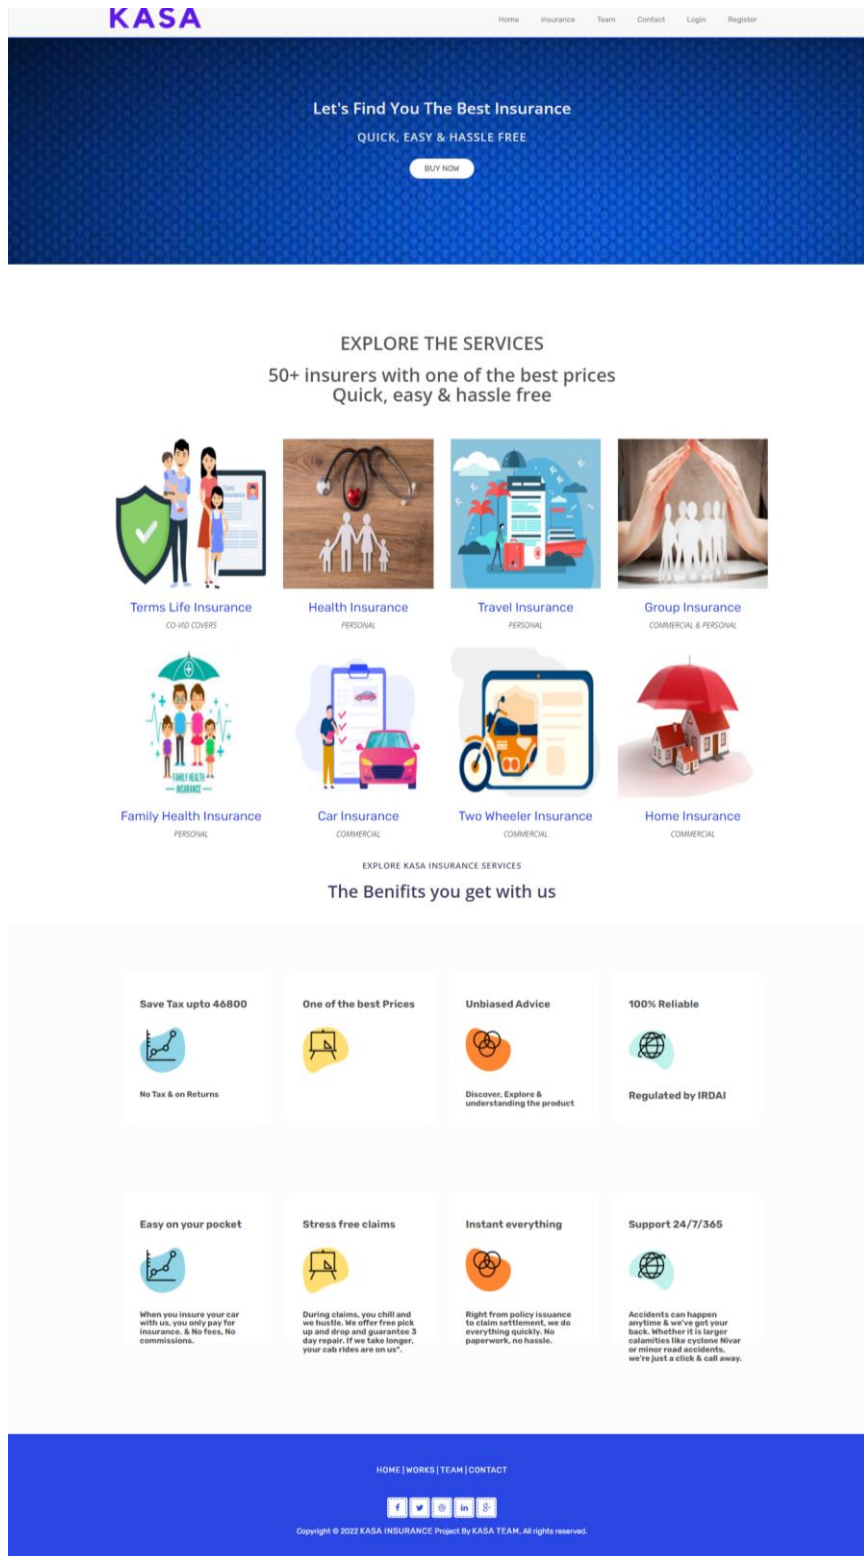 KASA
Home Insurance Team Contact Login Register
Let's Find You The Best Insurance
QUICK, EASY & HASSLE FREE
BUY NOW
EXPLORE THE SERVICES
50+ insurers with one of the best prices
Quick, easy & hassle free
Term
Insurance
Terms Life Insurance
CO-VID COVERS
Health Insurance
PERSONAL
Travel Insurance
PERSONAL
Group Insurance
COMMERCIAL & PERSONAL
FAMILY HEALTH
INSURANCE
Family Health Insurance
PERSONAL
Car Insurance
COMMERCIAL
Two Wheeler Insurance
COMMERCIAL
Home Insurance
COMMERCIAL
EXPLORE KASA INSURANCE SERVICES
The Benifits you get with us
Save Tax upto 46800
No Tax & on Returns
One of the best Prices
Unbiased Advice
Discover, Explore &
understanding the product
100% Reliable
Regulated by IRDAI
Easy on your pocket
When you insure your car
with us, you only pay for
insurance. & No fees, No
commissions.
Stress free claims
During claims, you chill and
we hustle. We offer free pick
up and drop and guarantee 3
day repair. If we take longer,
your cab rides are on us*.
Instant everything
Right from policy issuance
to claim settlement, we do
everything quickly. No
paperwork, no hassle.
Support 24/7/365
Accidents can happen
anytime & we've got your
back. Whether it is larger
calamities like cyclone Nivar
or minor road accidents,
we're just a click & call away.
HOME | WORKS | TEAM | CONTACT
Copyright © 2022 KASA INSURANCE Project By KASA TEAM, All rights reserved.